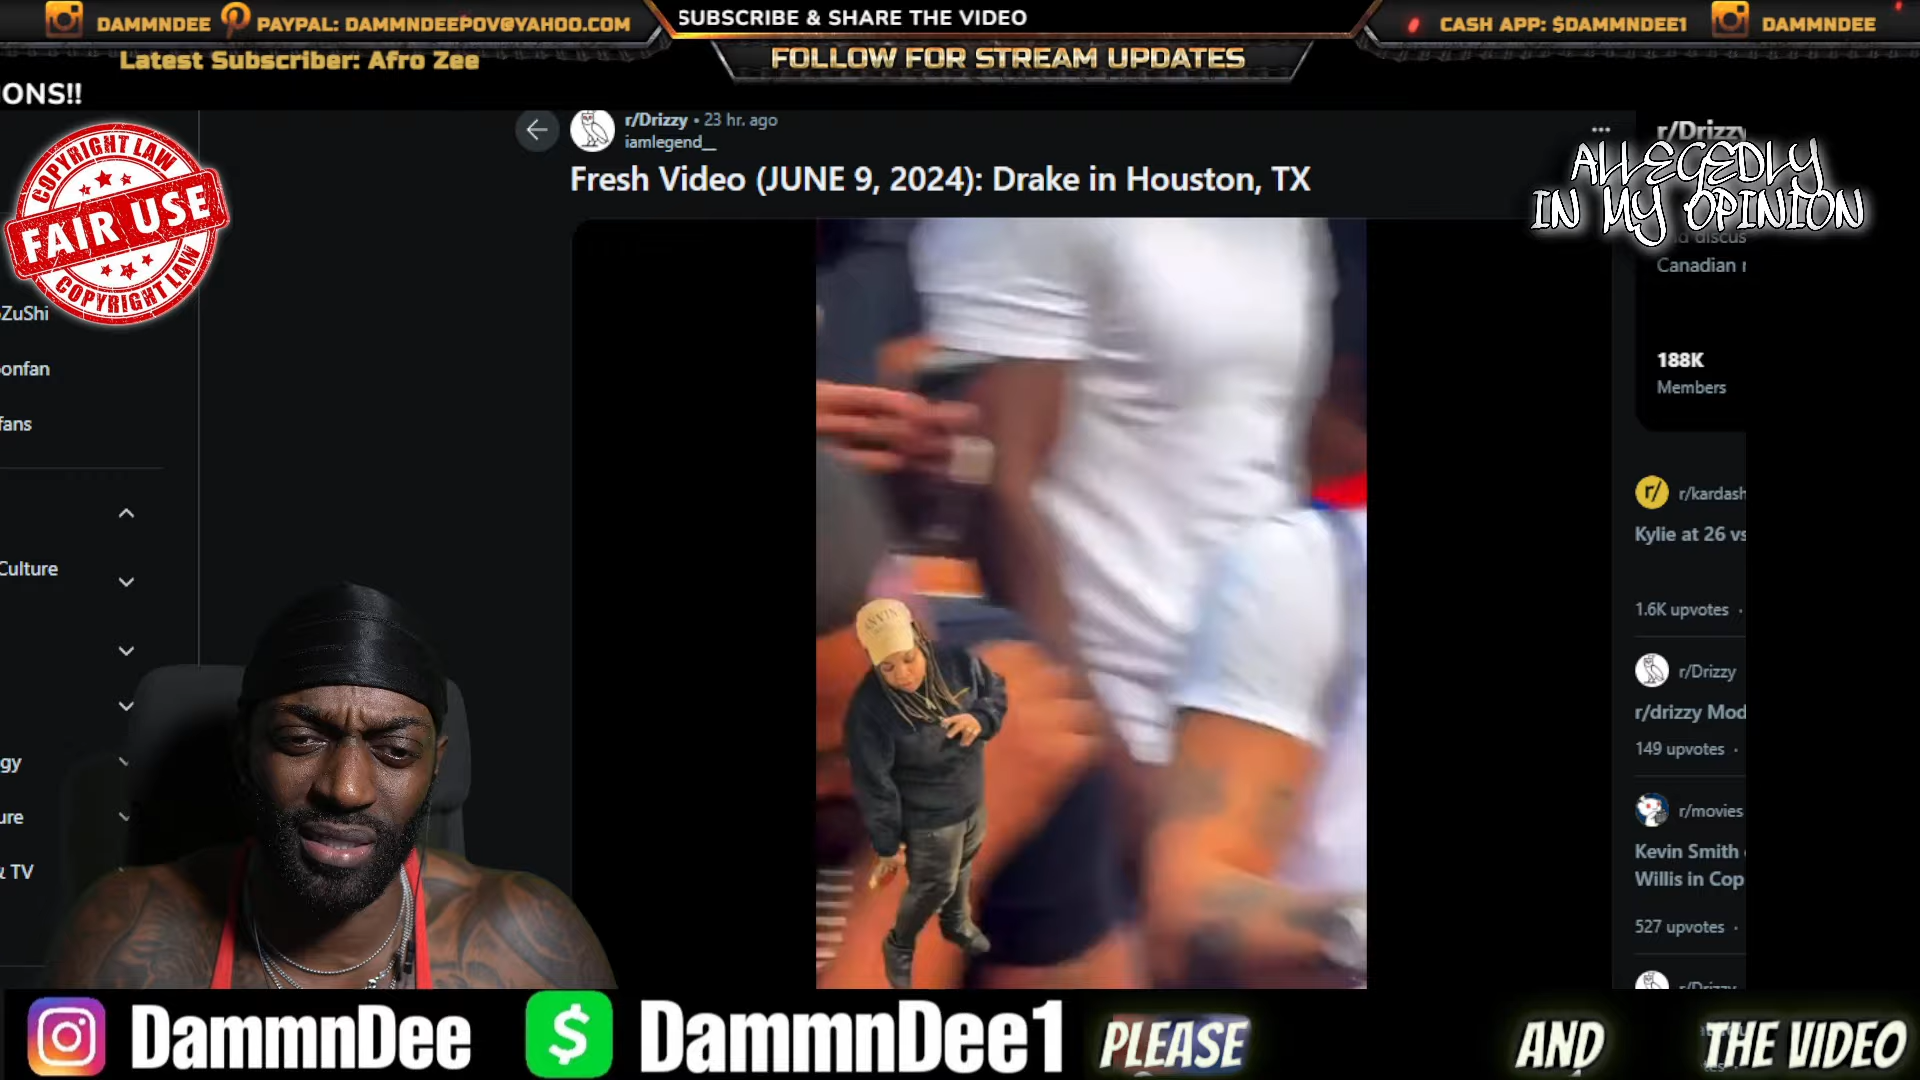 DAMMNDEE
PAYPAL: DAMMNDEEPOV@YAHOO.COM
SUBSCRIBE & SHARE THE VIDEO
CASH APP: $DAMMNDEE1
DAMMNDEE
Latest Subscriber: Afro Zee
FOLLOW FOR STREAM UPDATES
ONS!!
COPYRIGHT LAW
FAIR USE
COPYRIGHT LAW
r/Drizzy • 23 hr. ago
iamlegend__
Fresh Video (JUNE 9, 2024): Drake in Houston, TX
r/Drizzy
ALLEGEDLY
IN MY OPINION
discus
Canadian r
188K
Members
ZuShi
onfan
fans
Culture
gy
ure
& TV
r/
r/kardash
Kylie at 26 vs
1.6K upvotes ·
r/Drizzy
r/drizzy Mod
149 upvotes ·
r/movies
Kevin Smith
Willis in Cop
527 upvotes ·
r/Drizzy
DammnDee
$
DammnDee1
PLEASE
AND
THE VIDEO